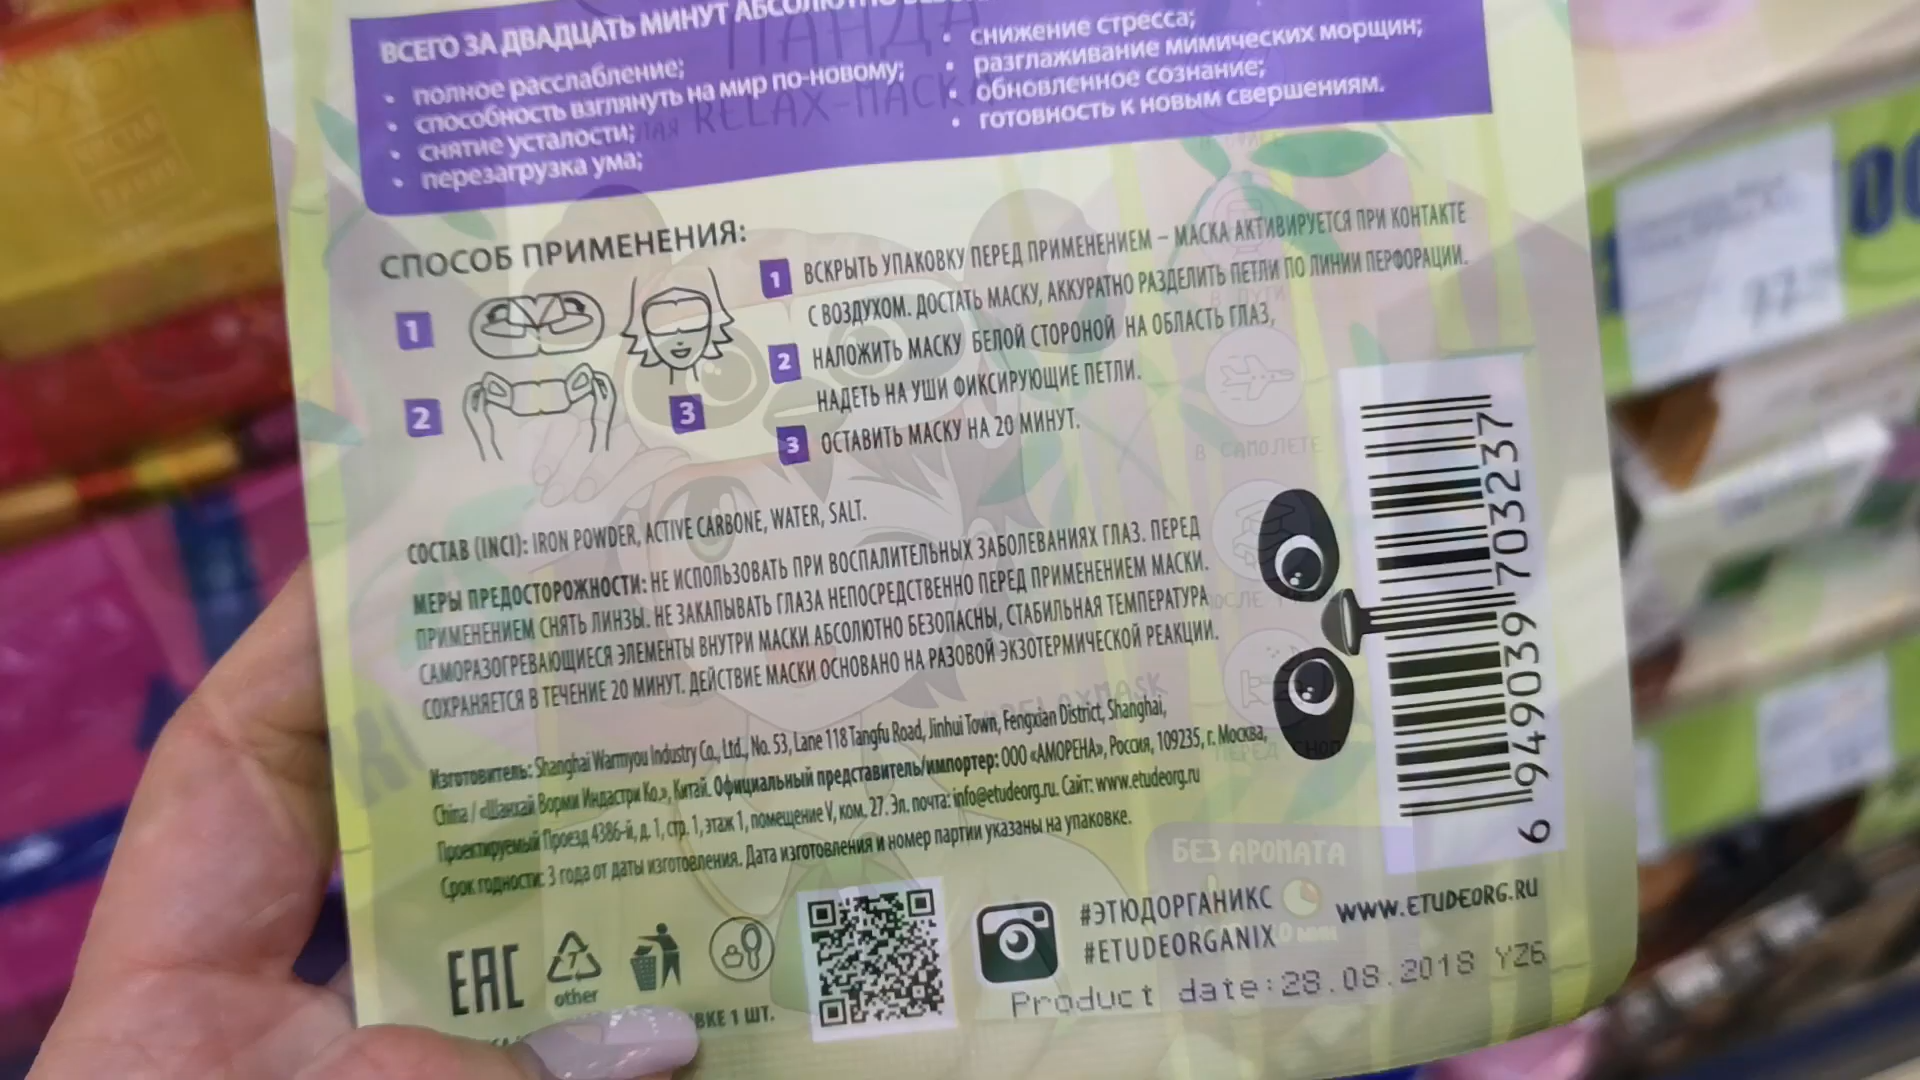 ВСЕГО ЗА ДВАДЦАТЬ МИНУТ
• полное расслабление;
• способность взглянуть на мир по-новому;
• снятие усталости;
• перезагрузка ума;
• снижение стресса;
• разглаживание мимических морщин;
• обновленное сознание;
• готовность к новым свершениям.
СПОСОБ ПРИМЕНЕНИЯ:
1
2
3
1 ВСКРЫТЬ УПАКОВКУ ПЕРЕД ПРИМЕНЕНИЕМ – МАСКА АКТИВИРУЕТСЯ ПРИ КОНТАКТЕ
С ВОЗДУХОМ. ДОСТАТЬ МАСКУ, АККУРАТНО РАЗДЕЛИТЬ ПЕТЛИ ПО ЛИНИИ ПЕРФОРАЦИИ.
2 НАЛОЖИТЬ МАСКУ БЕЛОЙ СТОРОНОЙ НА ОБЛАСТЬ ГЛАЗ,
НАДЕТЬ НА УШИ ФИКСИРУЮЩИЕ ПЕТЛИ.
3 ОСТАВИТЬ МАСКУ НА 20 МИНУТ.
СОСТАВ (INCI): IRON POWDER, ACTIVE CARBONE, WATER, SALT.
МЕРЫ ПРЕДОСТОРОЖНОСТИ: НЕ ИСПОЛЬЗОВАТЬ ПРИ ВОСПАЛИТЕЛЬНЫХ ЗАБОЛЕВАНИЯХ ГЛАЗ. ПЕРЕД
ПРИМЕНЕНИЕМ СНЯТЬ ЛИНЗЫ. НЕ ЗАКАПЫВАТЬ ГЛАЗА НЕПОСРЕДСТВЕННО ПЕРЕД ПРИМЕНЕНИЕМ МАСКИ.
САМОРАЗОГРЕВАЮЩИЕСЯ ЭЛЕМЕНТЫ ВНУТРИ МАСКИ АБСОЛЮТНО БЕЗОПАСНЫ, СТАБИЛЬНАЯ ТЕМПЕРАТУРА
СОХРАНЯЕТСЯ В ТЕЧЕНИЕ 20 МИНУТ. ДЕЙСТВИЕ МАСКИ ОСНОВАНО НА РАЗОВОЙ ЭКЗОТЕРМИЧЕСКОЙ РЕАКЦИИ.
Изготовитель: Shanghai Warmyou Industry Co., Ltd., No. 53, Lane 118 Tangfu Road, Jinhui Town, Fengxian District, Shanghai,
China / «Шанхай Ворми Индастри Ко.», Китай. Официальный представитель/импортер: ООО «АМОРЕНА», Россия, 109235, г. Москва,
Проектируемый Проезд 4386-й, д. 1, стр. 1, этаж 1, помещение V, ком. 27. Эл. почта: info@etudeorg.ru. Сайт: www.etudeorg.ru
Срок годности: 3 года от даты изготовления. Дата изготовления и номер партии указаны на упаковке.
6 949039 703237
EAC
other
#ЭТЮДОРГАНИКС
#ETUDEORGANIX
WWW.ETUDEORG.RU
Product date:28.08.2018 YZ6
1 ШТ.
ПАНДА
RELAX-МАСКА
В ПУТИ
В САМОЛЕТЕ
ПОСЛЕ
ПЕРЕД СНОМ
#RELAXMASK
БЕЗ АРОМАТА